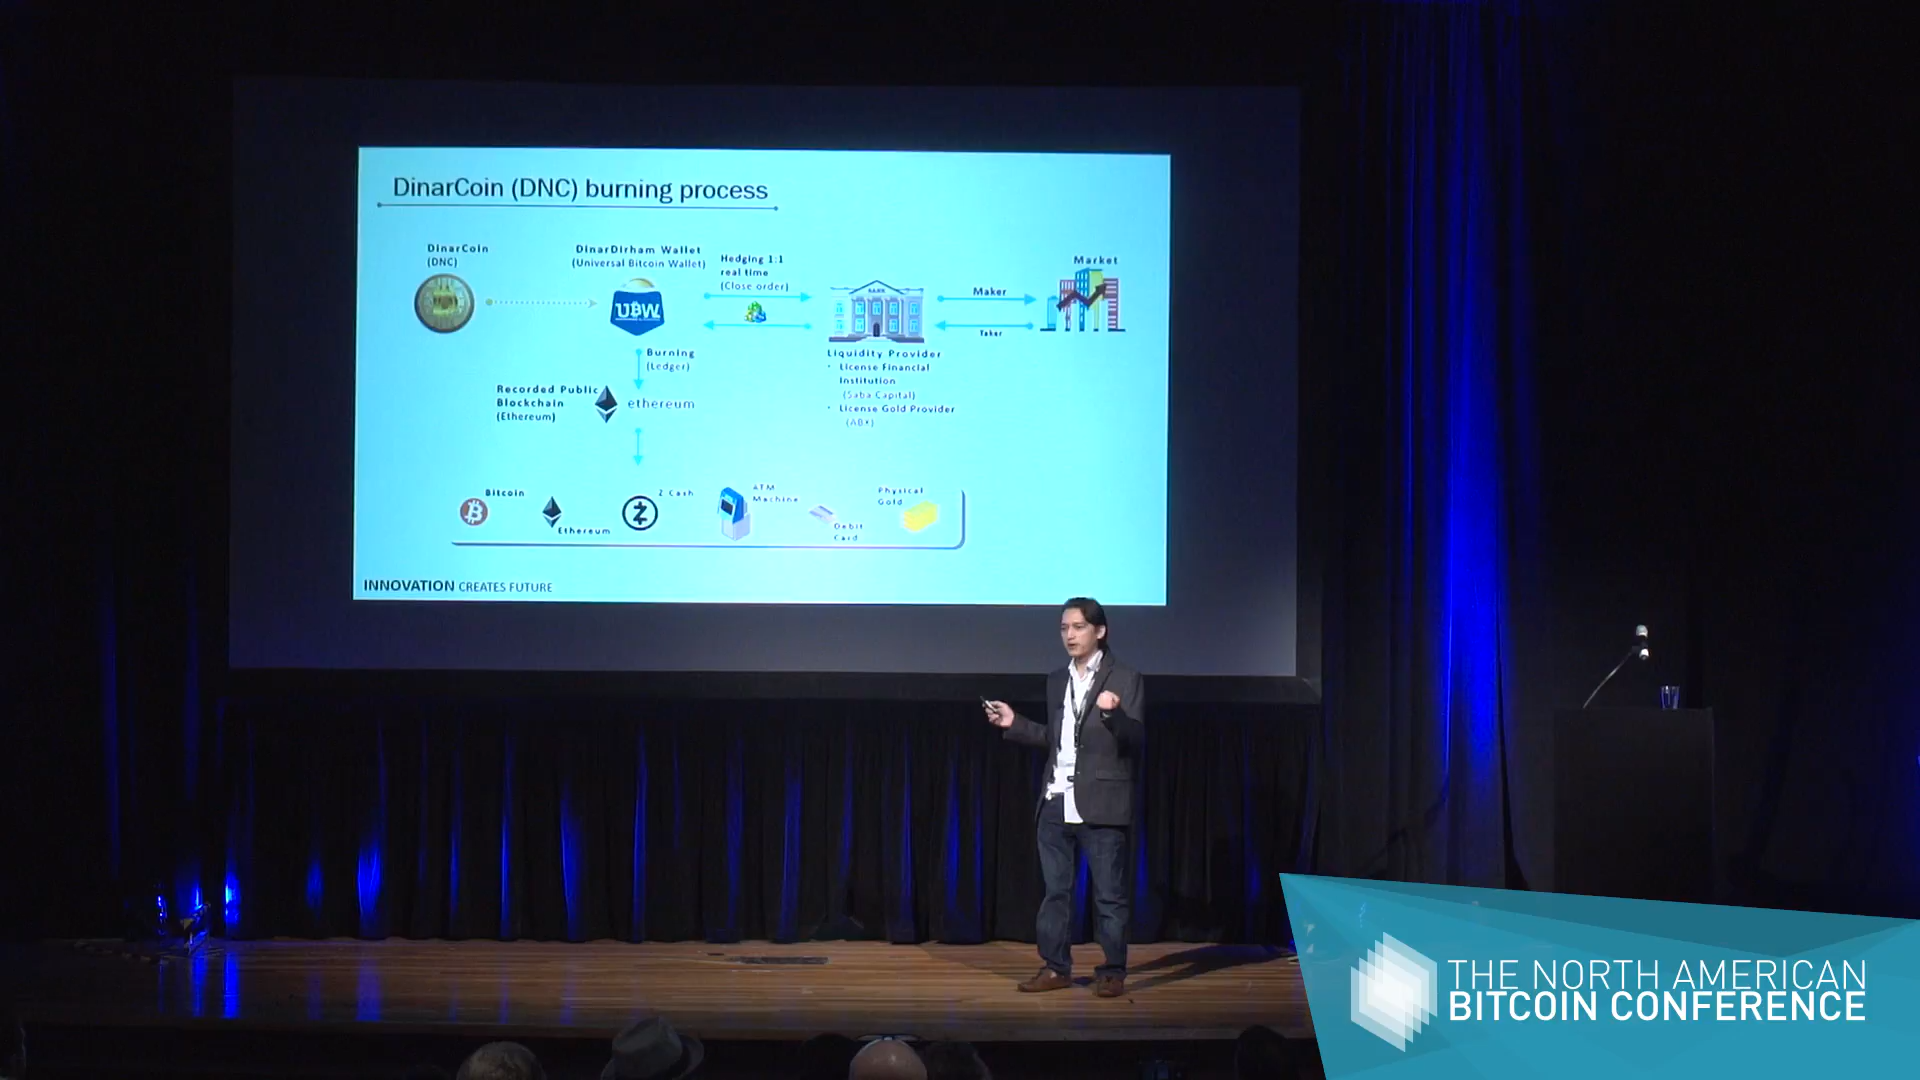 DinarCoin (DNC) burning process
DinarCoin
(DNC)
DinarDirham Wallet
(Universal Bitcoin Wallet)
Hedging 1:1
real time
(Close order)
UBW
BANK
Maker
Taker
Market
Burning
(Ledger)
Recorded Public
Blockchain
(Ethereum)
ethereum
Liquidity Provider
· License Financial
Institution
(Saba Capital)
· License Gold Provider
(ABX)
Bitcoin
Ethereum
Z Cash
ATM
Machine
Debit
Card
Physical
Gold
INNOVATION CREATES FUTURE
THE NORTH AMERICAN
BITCOIN CONFERENCE